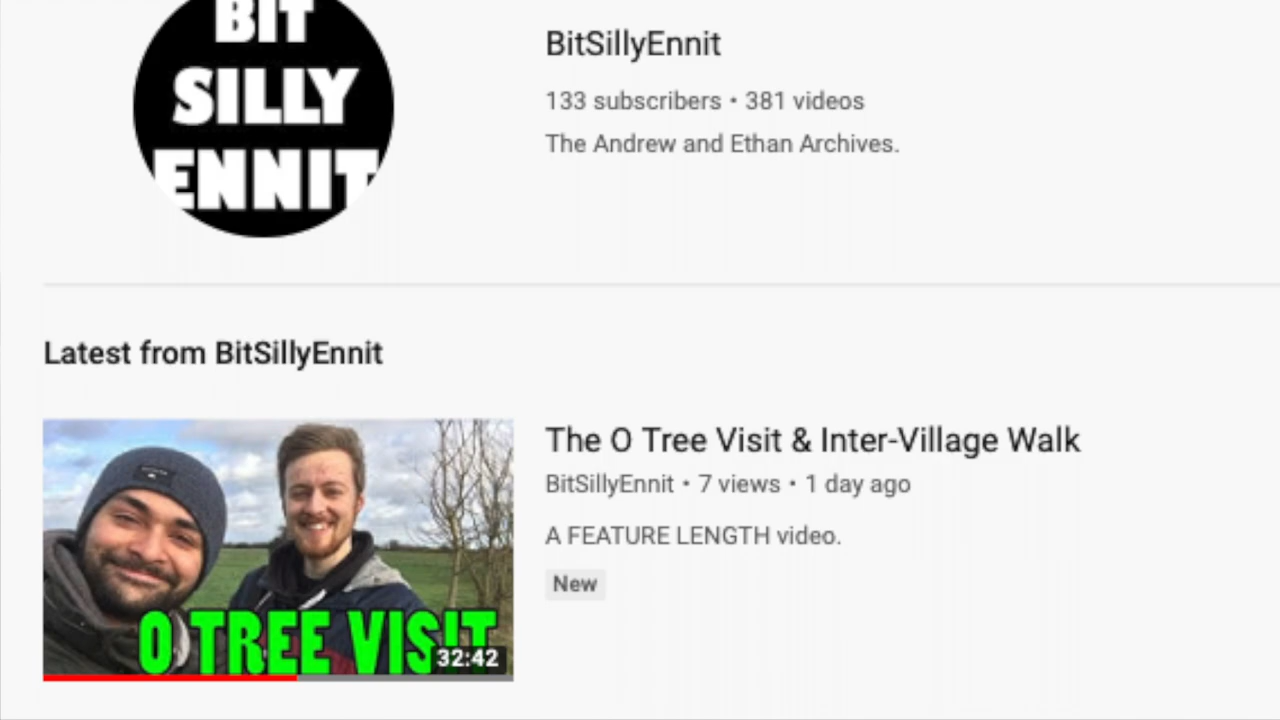 BIT
SILLY
ENNIT
BitSillyEnnit
133 subscribers • 381 videos
The Andrew and Ethan Archives.
Latest from BitSillyEnnit
The O Tree Visit & Inter-Village Walk
BitSillyEnnit • 7 views • 1 day ago
A FEATURE LENGTH video.
New
O TREE VISIT
32:42